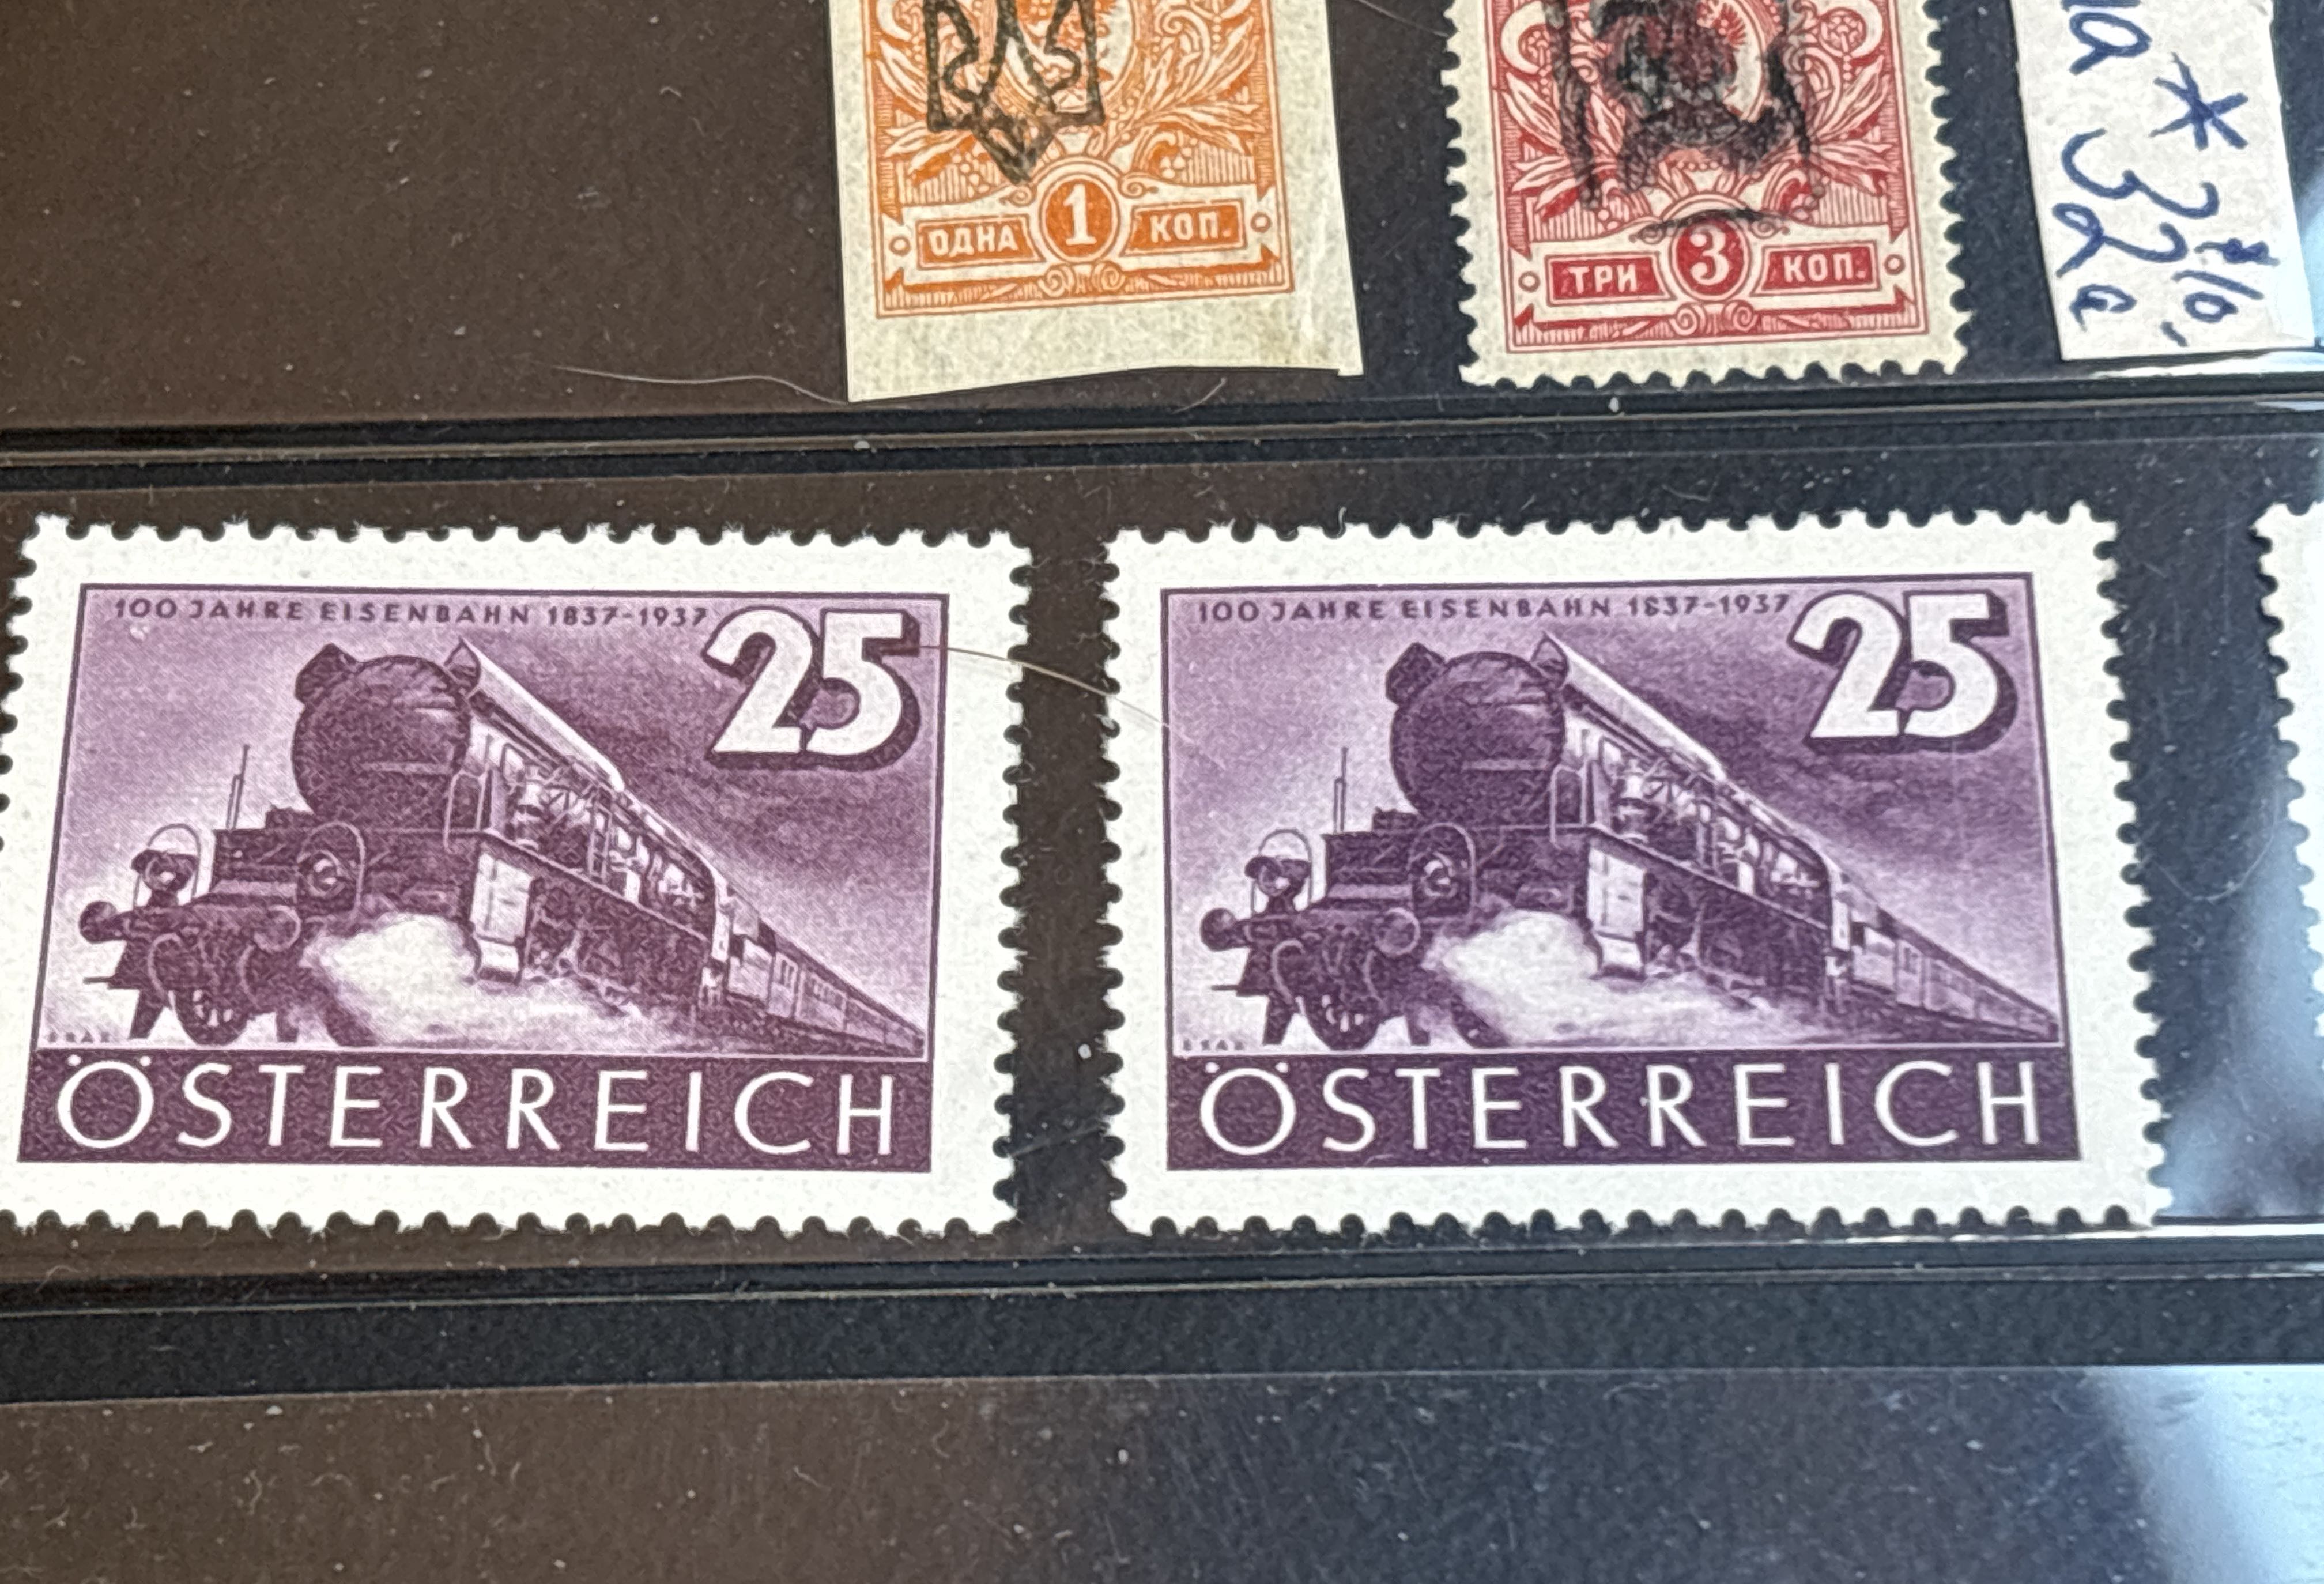 ОДНА 1 КОП.
ТРИ 3 КОП.
100 JAHRE EISENBAHN 1837-1937
25
ÖSTERREICH
100 JAHRE EISENBAHN 1837-1937
25
ÖSTERREICH